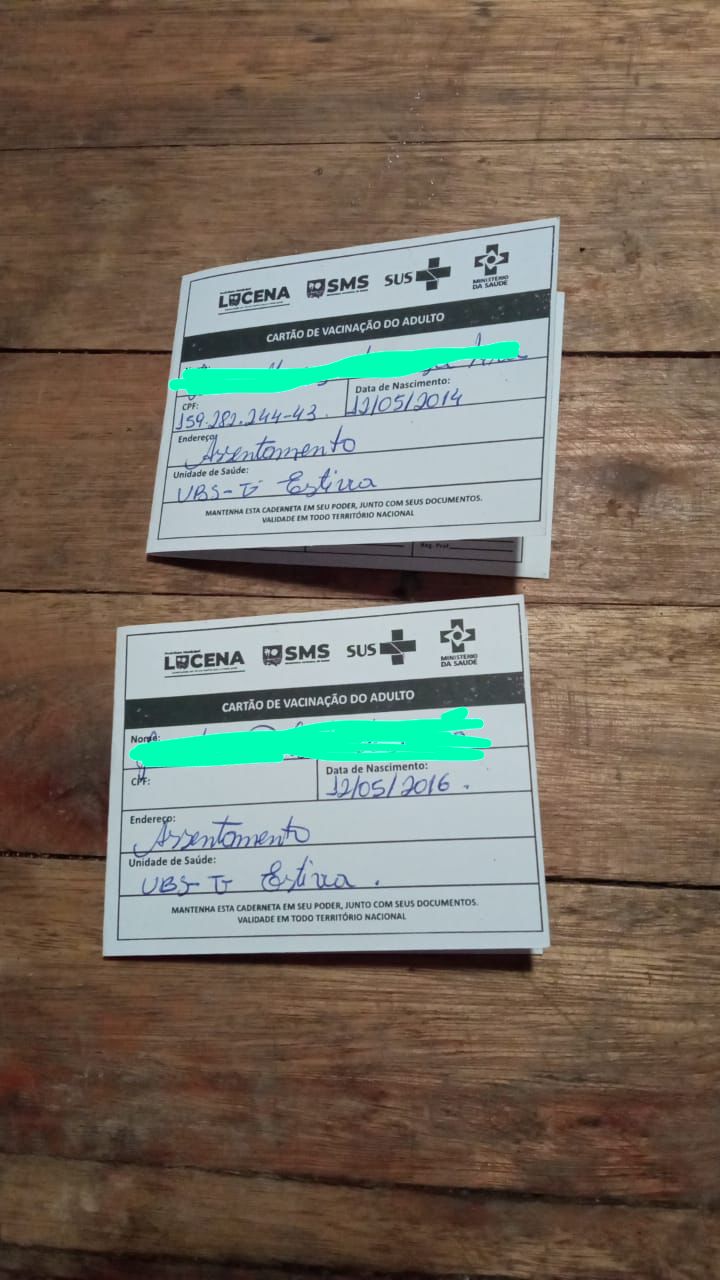 LUCENA
SMS
SUS
MINISTÉRIO
DA SAÚDE
CARTÃO DE VACINAÇÃO DO ADULTO
CPF:
159.282.244-43.
Data de Nascimento:
12/05/2014
Endereço:
Assentamento
Unidade de Saúde:
UBS-V Estiva
MANTENHA ESTA CADERNETA EM SEU PODER, JUNTO COM SEUS DOCUMENTOS.
VALIDADE EM TODO TERRITÓRIO NACIONAL
Reg. Prof.
LUCENA
SMS
SUS
MINISTÉRIO
DA SAÚDE
CARTÃO DE VACINAÇÃO DO ADULTO
Nome:
CPF:
Data de Nascimento:
12/05/2016.
Endereço:
Assentamento
Unidade de Saúde:
UBS-V Estiva.
MANTENHA ESTA CADERNETA EM SEU PODER, JUNTO COM SEUS DOCUMENTOS.
VALIDADE EM TODO TERRITÓRIO NACIONAL